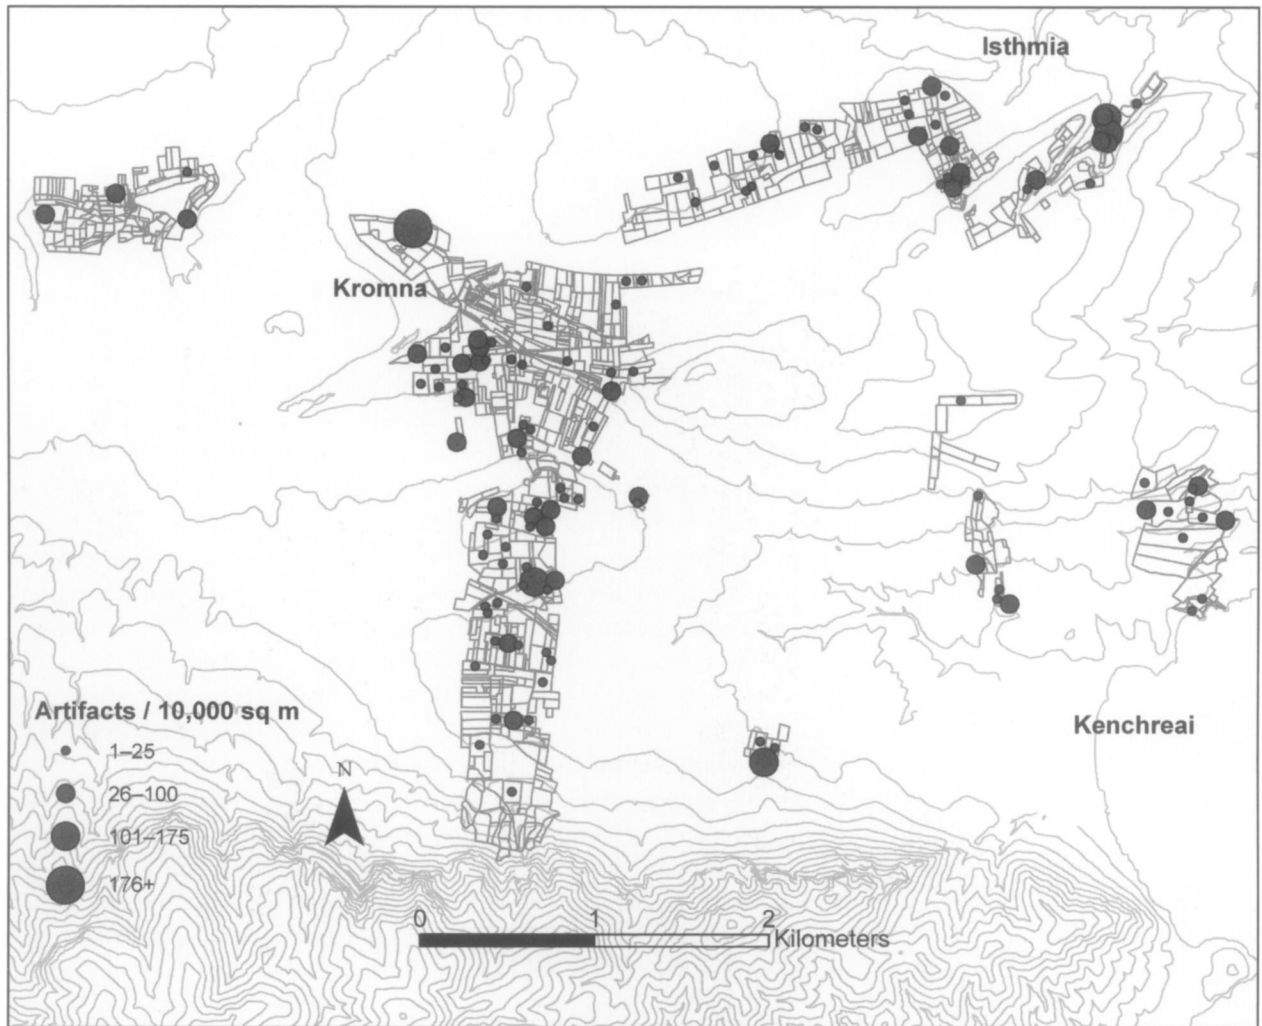 Isthmia
Kromna
Kenchreai
Artifacts / 10,000 sq m
1–25
26–100
101–175
176+
N
0 1 2
Kilometers